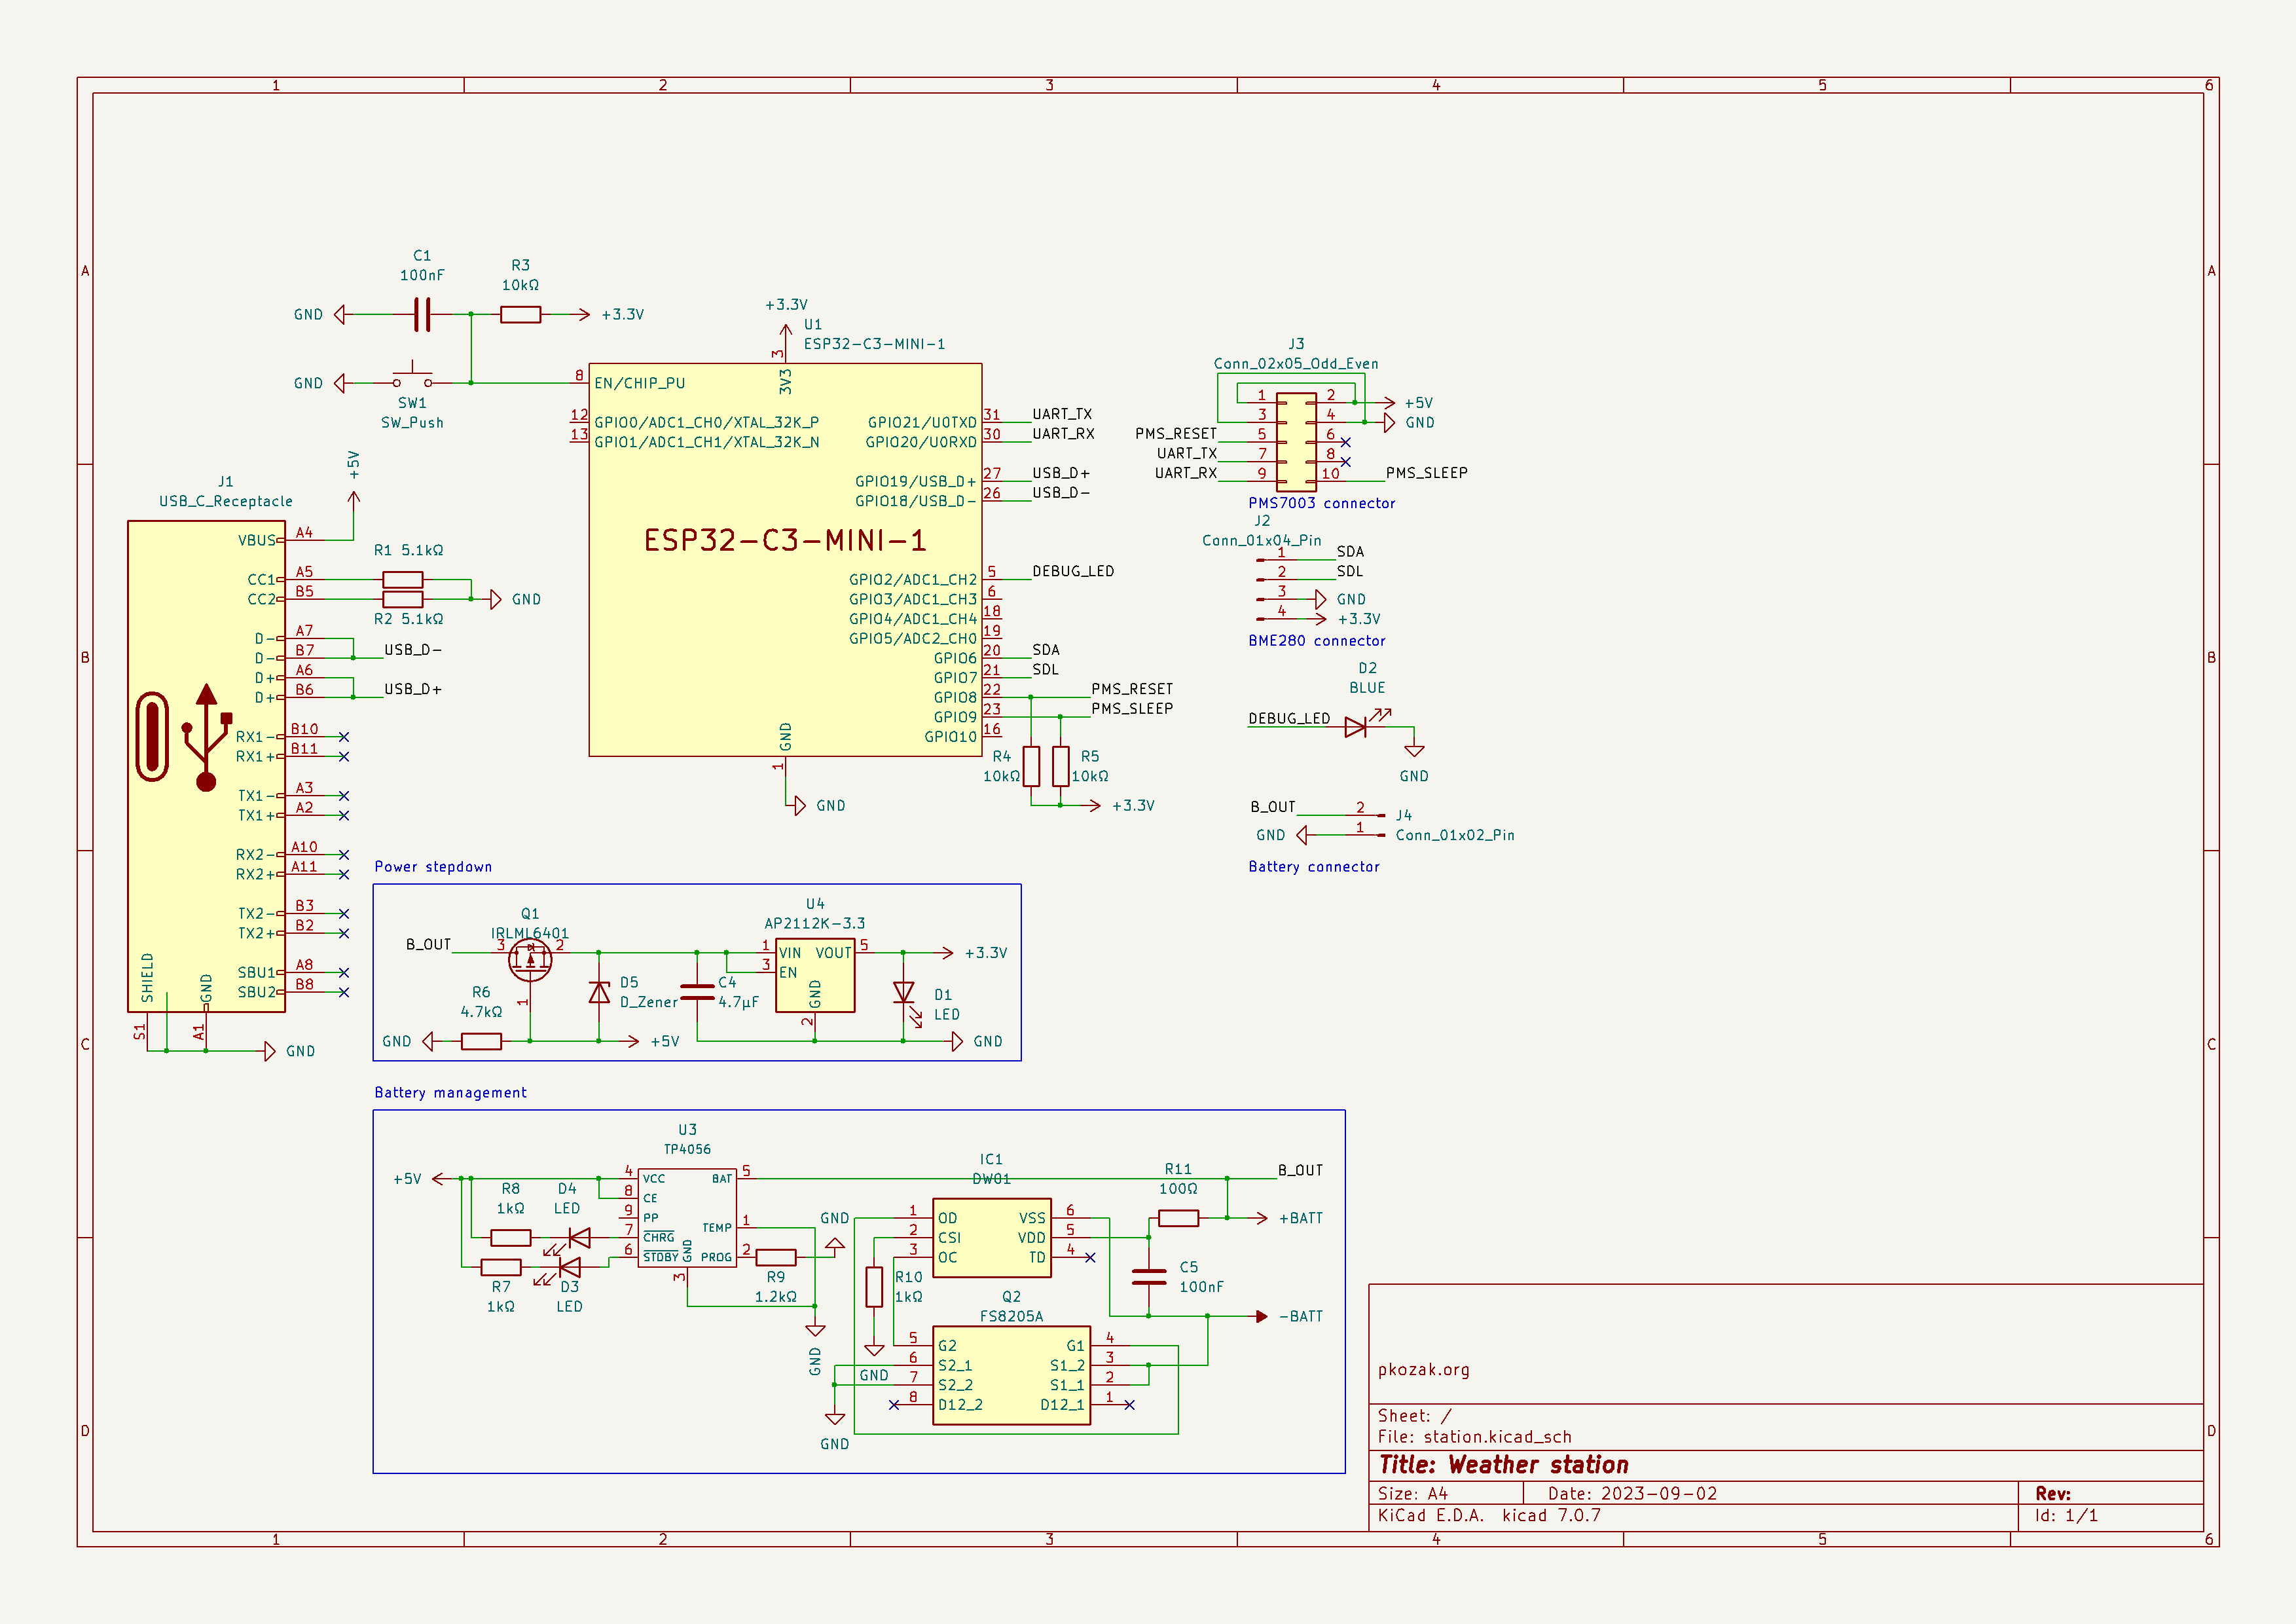 1 2 3 4 5 6
A A
B B
C C
D D
1 2 3 4 5 6
C1
100nF
R3
10kΩ
GND
+3.3V
GND
SW1
SW_Push
+3.3V
U1
ESP32-C3-MINI-1
3
3V3
8 EN/CHIP_PU
12 GPIO0/ADC1_CH0/XTAL_32K_P
13 GPIO1/ADC1_CH1/XTAL_32K_N
GPIO21/U0TXD 31 UART_TX
GPIO20/U0RXD 30 UART_RX
GPIO19/USB_D+ 27 USB_D+
GPIO18/USB_D- 26 USB_D-
ESP32-C3-MINI-1
GPIO2/ADC1_CH2 5 DEBUG_LED
GPIO3/ADC1_CH3 6
GPIO4/ADC1_CH4 18
GPIO5/ADC2_CH0 19
GPIO6 20 SDA
GPIO7 21 SDL
GPIO8 22 PMS_RESET
GPIO9 23 PMS_SLEEP
GPIO10 16
GND
1
GND
R4
10kΩ
R5
10kΩ
+3.3V
J1
USB_C_Receptacle
+5V
VBUS A4
CC1 A5
CC2 B5
R1 5.1kΩ
R2 5.1kΩ
GND
D- A7
D- B7 USB_D-
D+ A6
D+ B6 USB_D+
RX1- B10
RX1+ B11
TX1- A3
TX1+ A2
RX2- A10
RX2+ A11
TX2- B3
TX2+ B2
SBU1 A8
SBU2 B8
SHIELD
GND
S1
A1
GND
J3
Conn_02x05_Odd_Even
1 2 +5V
3 4 GND
PMS_RESET 5 6
UART_TX 7 8
UART_RX 9 10 PMS_SLEEP
PMS7003 connector
J2
Conn_01x04_Pin
1 SDA
2 SDL
3 GND
4 +3.3V
BME280 connector
D2
BLUE
DEBUG_LED
GND
B_OUT 2 J4
GND 1 Conn_01x02_Pin
Battery connector
Power stepdown
Q1
IRLML6401
B_OUT 3 2
1
R6
4.7kΩ
GND
+5V
D5
D_Zener
C4
4.7µF
U4
AP2112K-3.3
1 VIN VOUT 5
3 EN
GND
2
+3.3V
D1
LED
GND
Battery management
+5V
R8
1kΩ
D4
LED
R7
1kΩ
D3
LED
U3
TP4056
4 VCC BAT 5
8 CE
9 PP
7 CHRG TEMP 1
6 STDBY PROG 2
GND
3
R9
1.2kΩ
GND
GND
IC1
DW01
1 OD VSS 6
2 CSI VDD 5
3 OC TD 4
R10
1kΩ
GND
R11
100Ω
B_OUT
+BATT
C5
100nF
-BATT
Q2
FS8205A
5 G2 G1 4
6 S2_1 S1_2 3
7 S2_2 S1_1 2
8 D12_2 D12_1 1
GND
pkozak.org
Sheet: /
File: station.kicad_sch
Title: Weather station
Size: A4 Date: 2023-09-02 Rev:
KiCad E.D.A. kicad 7.0.7 Id: 1/1